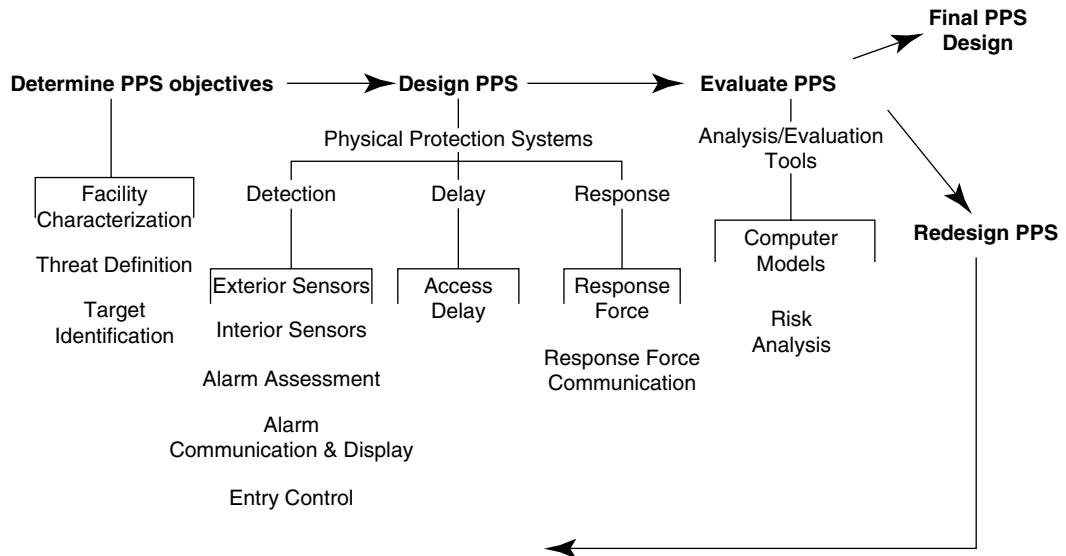 Final PPS
Design
Determine PPS objectives
Design PPS
Evaluate PPS
Physical Protection Systems
Analysis/Evaluation
Tools
Facility
Characterization
Threat Definition
Target
Identification
Detection
Exterior Sensors
Interior Sensors
Alarm Assessment
Alarm
Communication & Display
Entry Control
Delay
Access
Delay
Response
Response
Force
Response Force
Communication
Computer
Models
Risk
Analysis
Redesign PPS